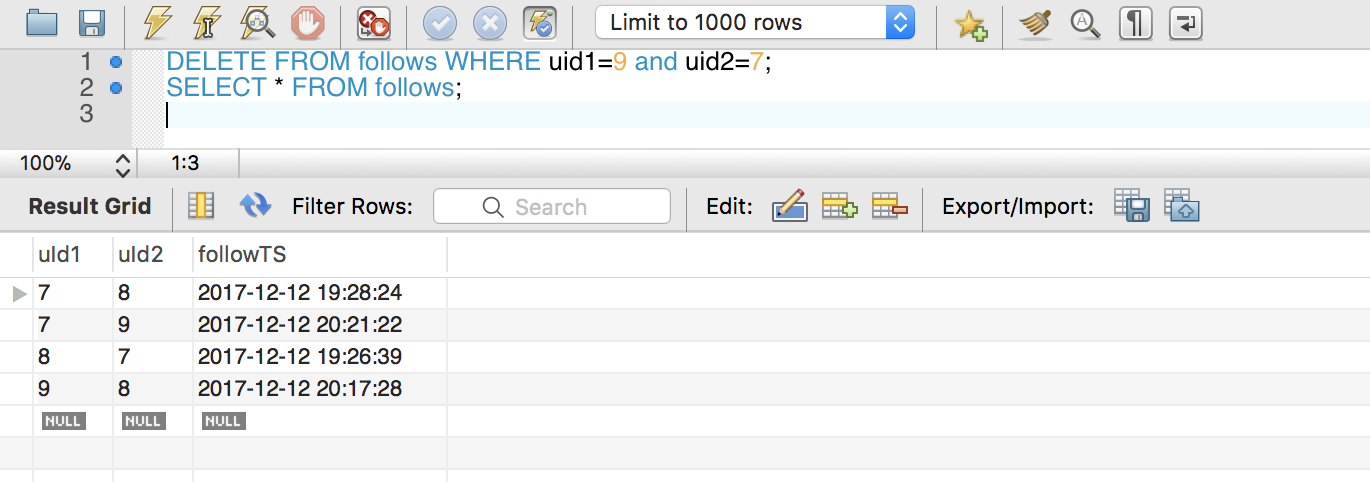 Limit to 1000 rows
1 DELETE FROM follows WHERE uid1=9 and uid2=7;
2 SELECT * FROM follows;
3
100% 1:3
Result Grid Filter Rows: Search Edit: Export/Import:
uId1 uId2 followTS
7 8 2017-12-12 19:28:24
7 9 2017-12-12 20:21:22
8 7 2017-12-12 19:26:39
9 8 2017-12-12 20:17:28
NULL NULL NULL